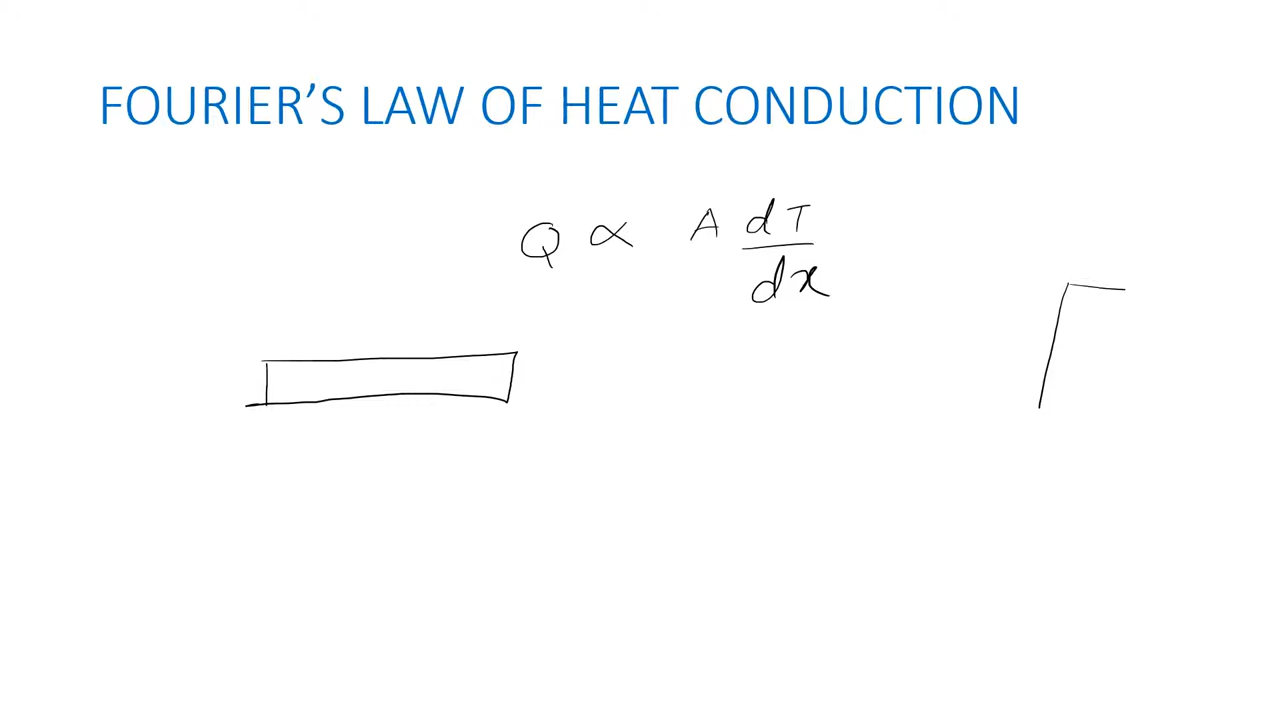 FOURIER’S LAW OF HEAT CONDUCTION
Q ∝ A dT/dx